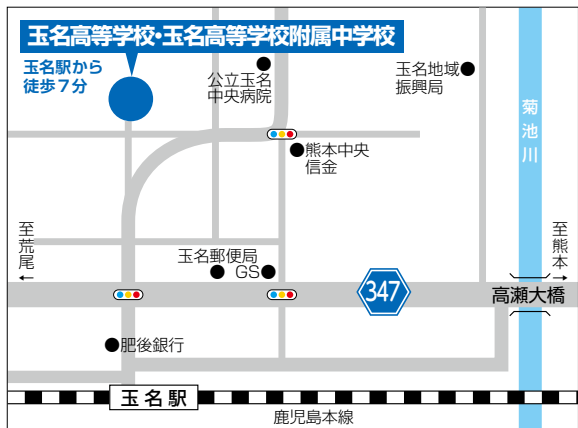 玉名高等学校・玉名高等学校附属中学校
玉名駅から
徒歩7分
公立玉名
中央病院
玉名地域
振興局
菊池川
熊本中央
信金
至荒尾
←
玉名郵便局
GS
347
至熊本
→
高瀬大橋
肥後銀行
玉名駅
鹿児島本線